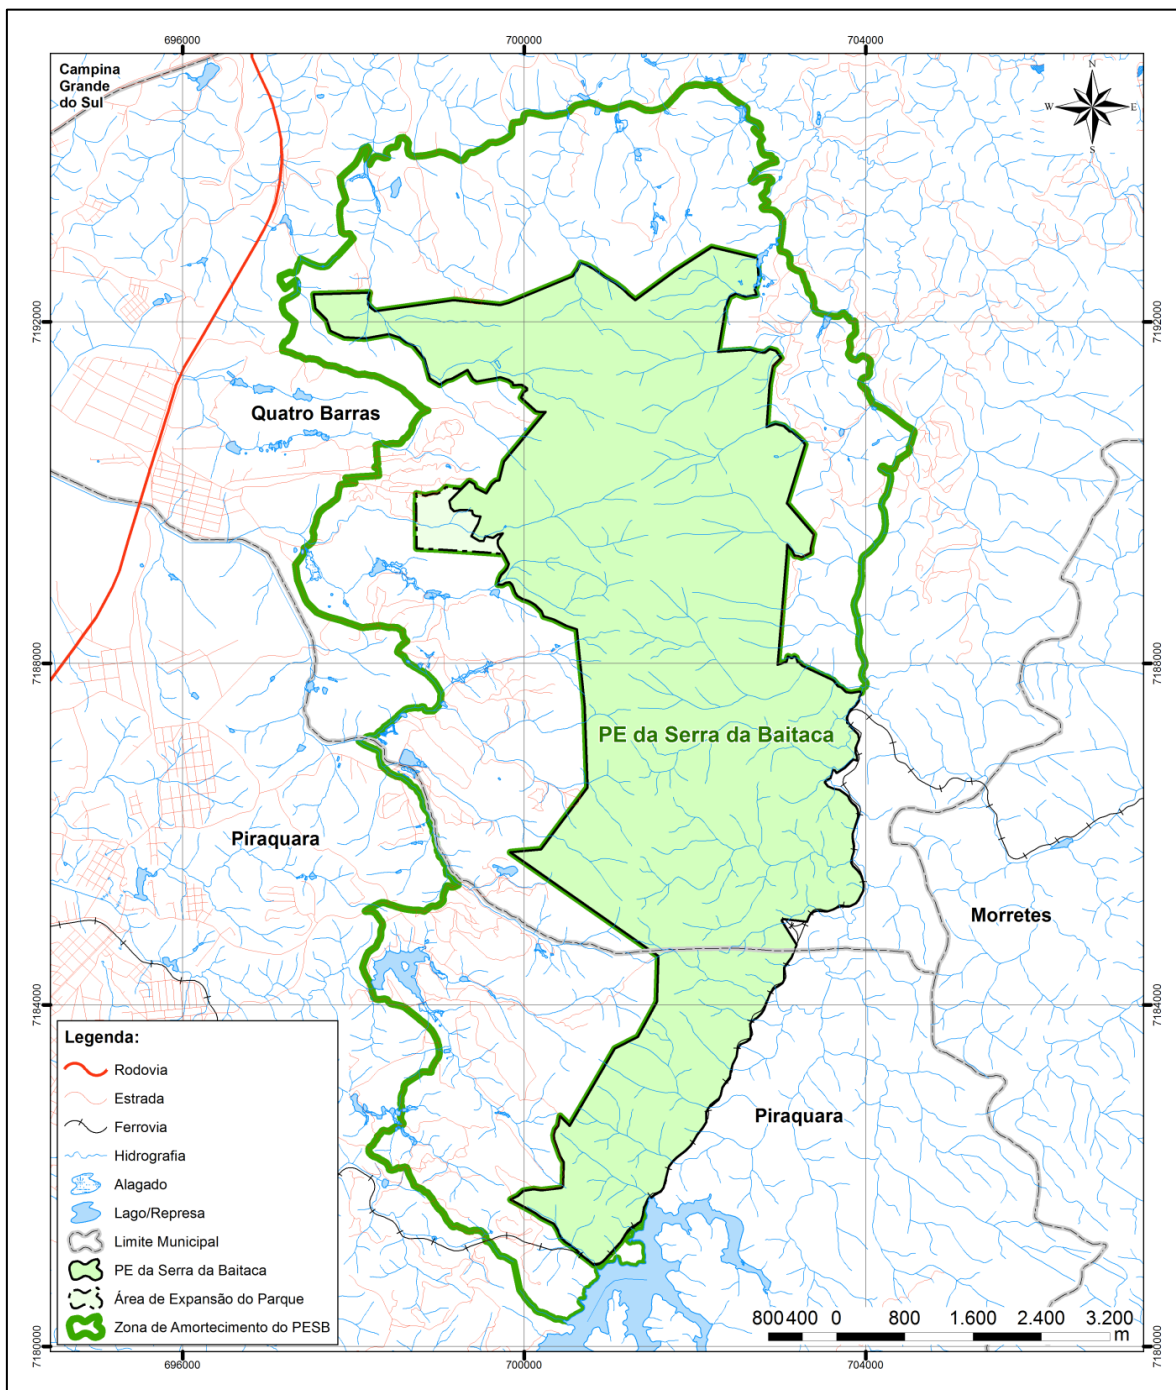 696000
700000
704000
Campina
Grande
do Sul
N
W
E
S
7192000
7192000
Quatro Barras
7188000
7188000
PE da Serra da Baitaca
Piraquara
Morretes
7184000
7184000
Legenda:
Rodovia
Estrada
Ferrovia
Hidrografia
Alagado
Lago/Represa
Limite Municipal
PE da Serra da Baitaca
Área de Expansão do Parque
Zona de Amortecimento do PESB
Piraquara
800 400 0 800 1.600 2.400 3.200
m
7180000
7180000
696000
700000
704000